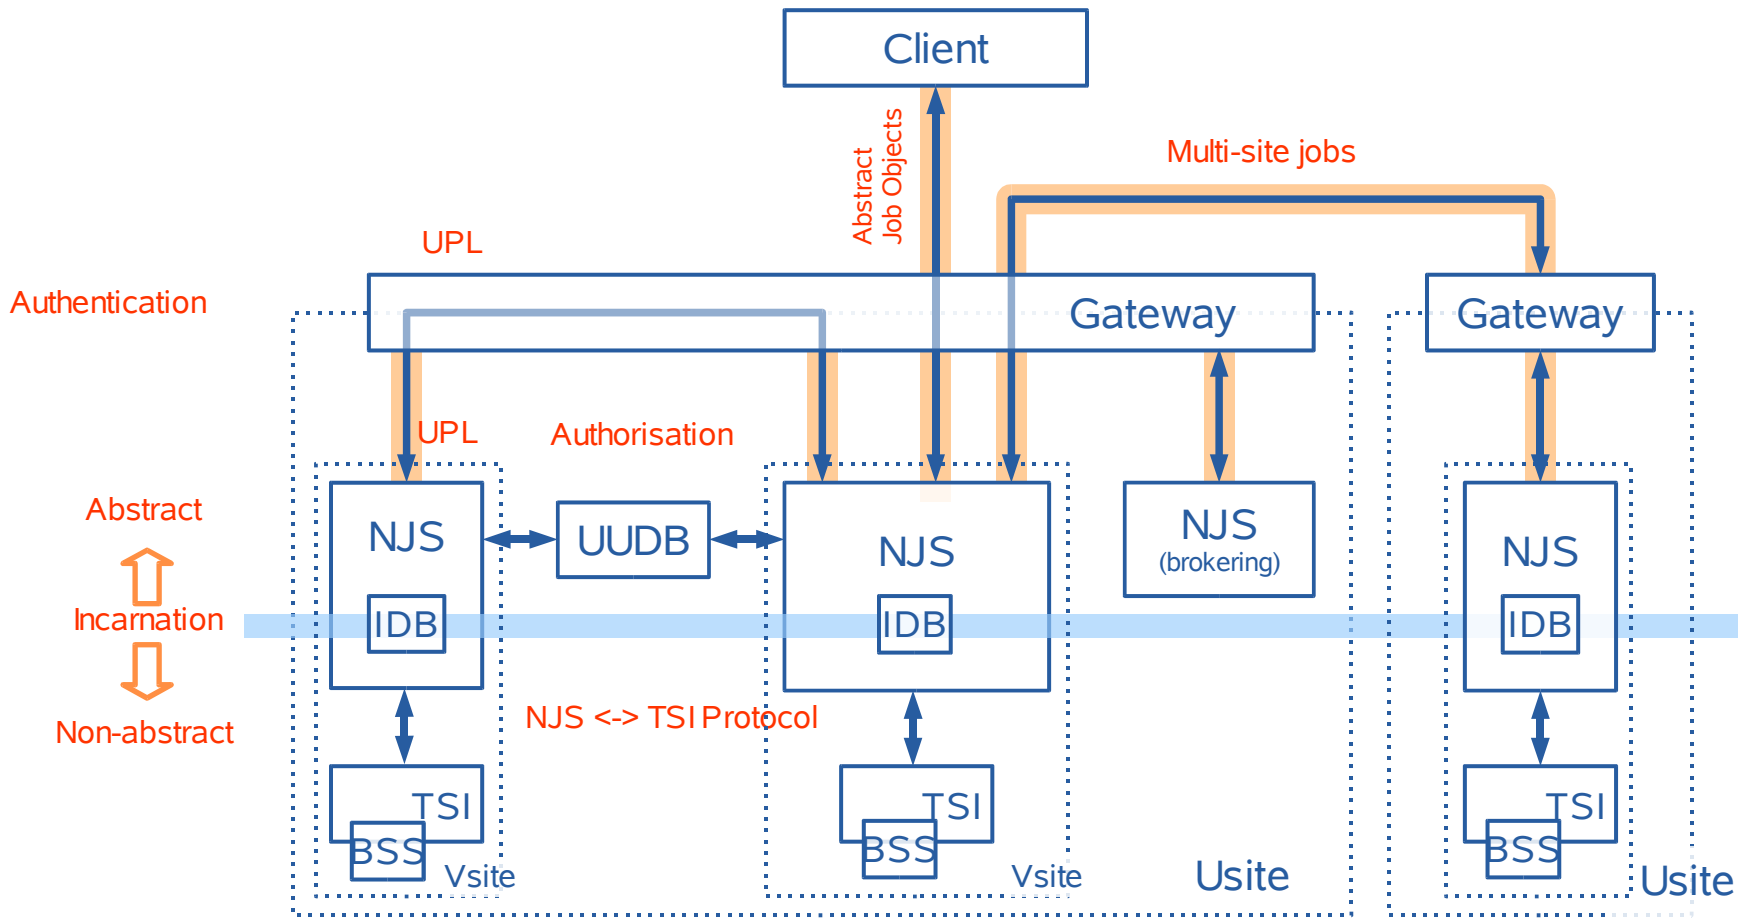 Client
Abstract
Job Objects
Multi-site jobs
UPL
Authentication
Gateway
Gateway
UPL
Authorisation
Abstract
NJS
UUDB
NJS
NJS
(brokering)
NJS
Incarnation
IDB
IDB
IDB
Non-abstract
NJS <-> TSI Protocol
TSI
TSI
TSI
BSS
BSS
BSS
Vsite
Vsite
Usite
Usite